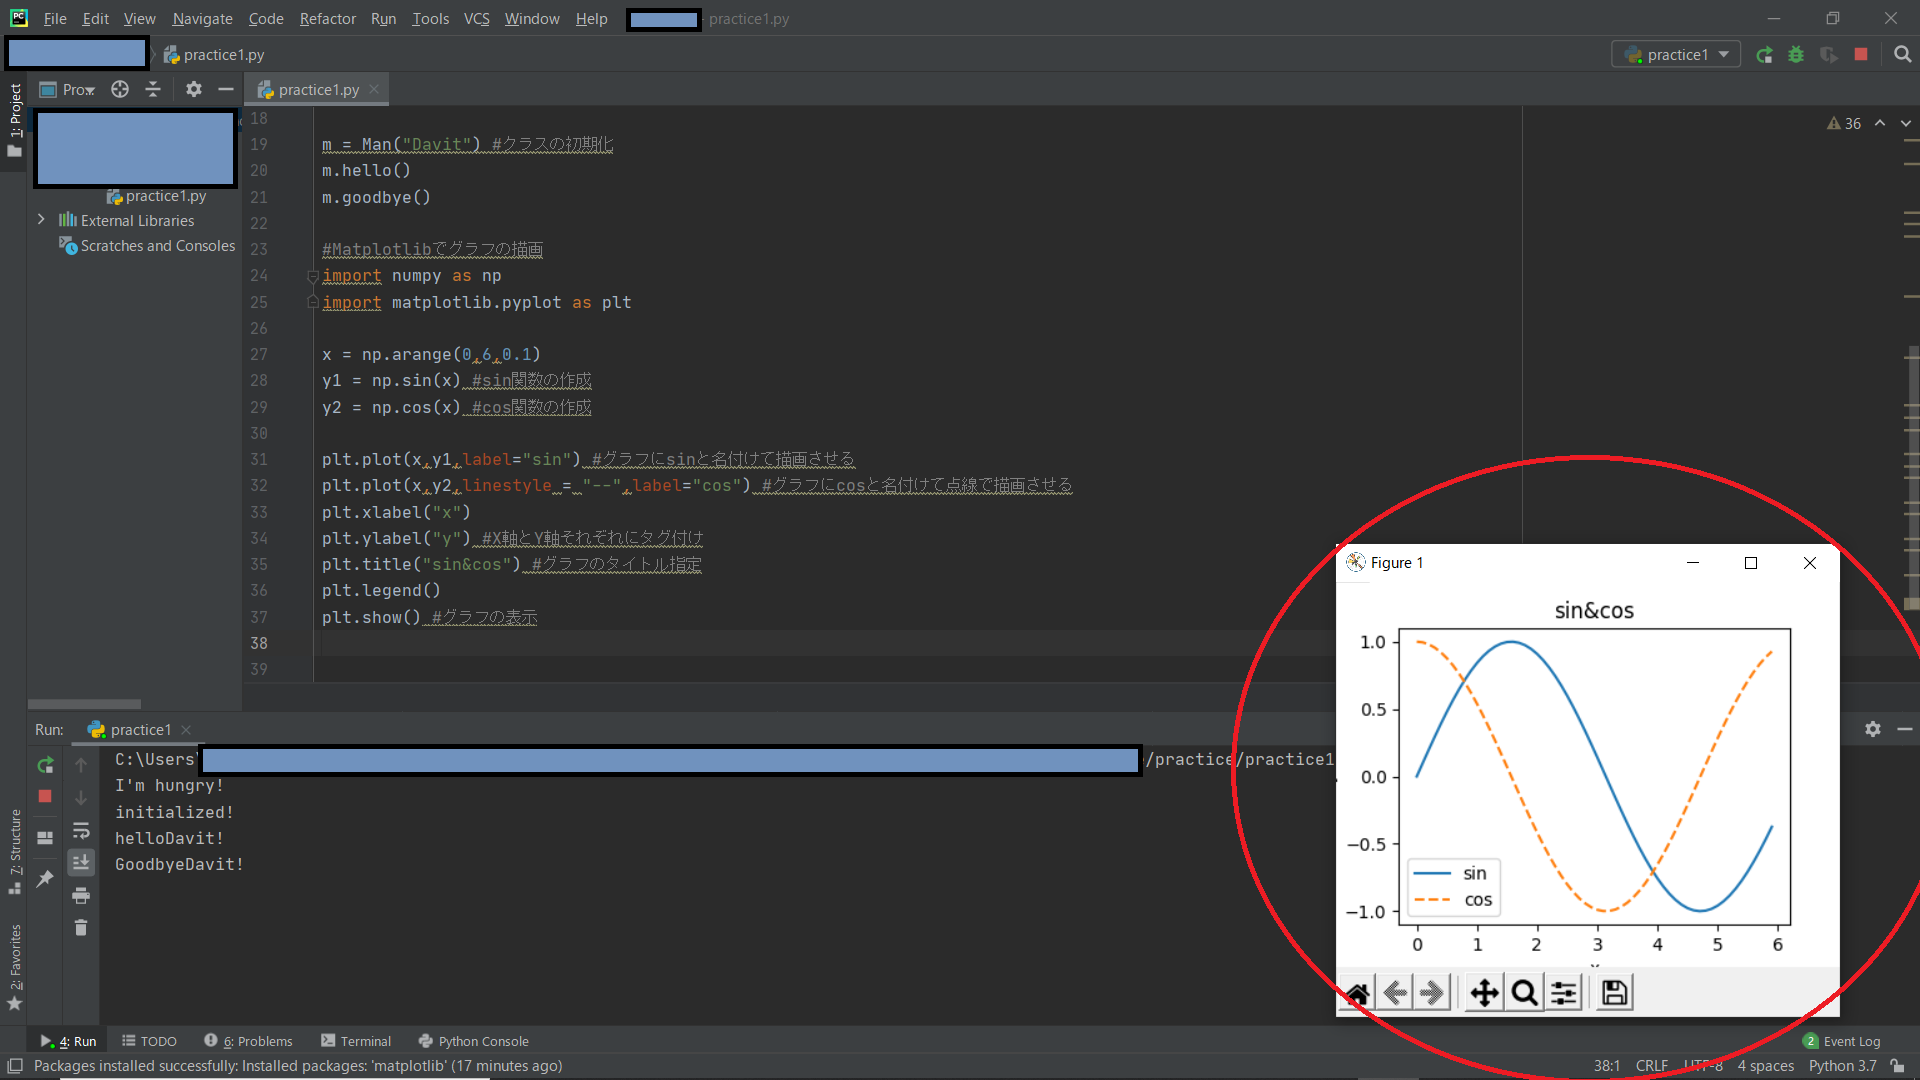 File Edit View Navigate Code Refactor Run Tools VCS Window Help practice1.py
practice1.py
practice1
1: Project
Pro
practice1.py
36
practice1.py
External Libraries
Scratches and Consoles
18
19 m = Man("Davit") #クラスの初期化
20 m.hello()
21 m.goodbye()
22
23 #Matplotlibでグラフの描画
24 import numpy as np
25 import matplotlib.pyplot as plt
26
27 x = np.arange(0,6,0.1)
28 y1 = np.sin(x) #sin関数の作成
29 y2 = np.cos(x) #cos関数の作成
30
31 plt.plot(x,y1,label="sin") #グラフにsinと名付けて描画させる
32 plt.plot(x,y2,linestyle = "--",label="cos") #グラフにcosと名付けて点線で描画させる
33 plt.xlabel("x")
34 plt.ylabel("y") #X軸とY軸それぞれにタグ付け
35 plt.title("sin&cos") #グラフのタイトル指定
36 plt.legend()
37 plt.show() #グラフの表示
38
39
Figure 1
sin&cos
1.0
0.5
0.0
−0.5
−1.0
sin
cos
0 1 2 3 4 5 6
Run: practice1
C:\Users /practice/practice1
I'm hungry!
initialized!
helloDavit!
GoodbyeDavit!
7: Structure
2: Favorites
4: Run TODO 6: Problems Terminal Python Console
2 Event Log
Packages installed successfully: Installed packages: 'matplotlib' (17 minutes ago)
38:1 CRLF UTF-8 4 spaces Python 3.7